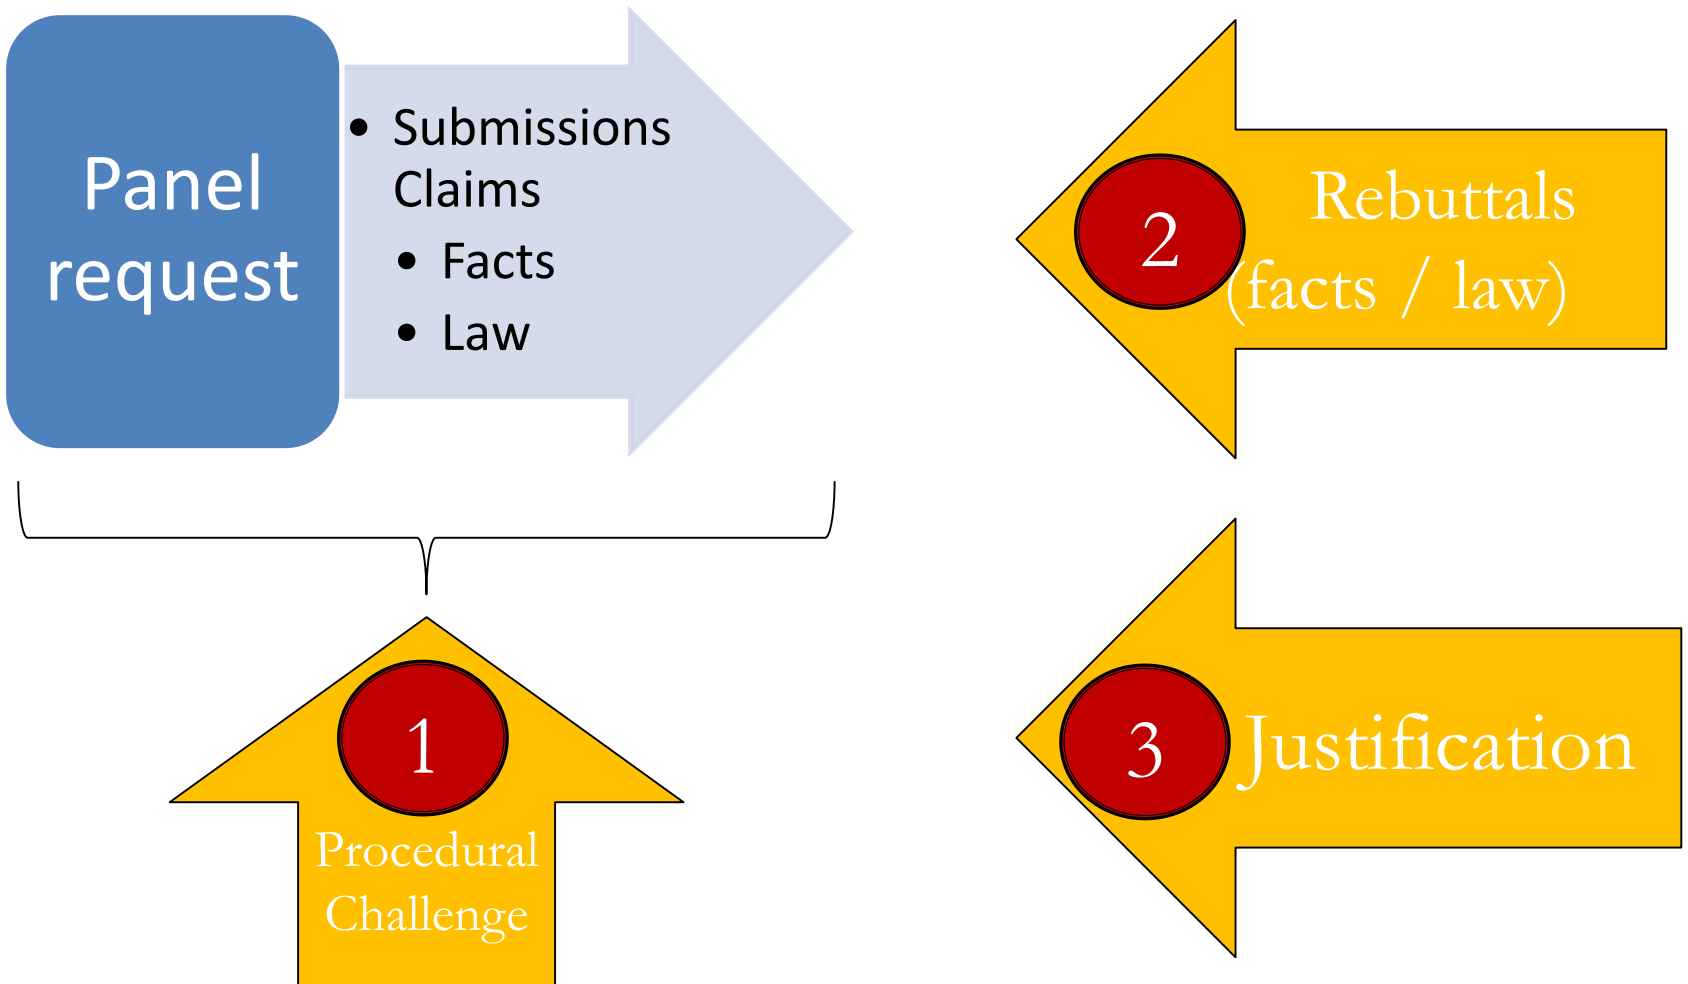 Panel
request
• Submissions
Claims
• Facts
• Law
2
Rebuttals
(facts / law)
1
Procedural
Challenge
3
Justification